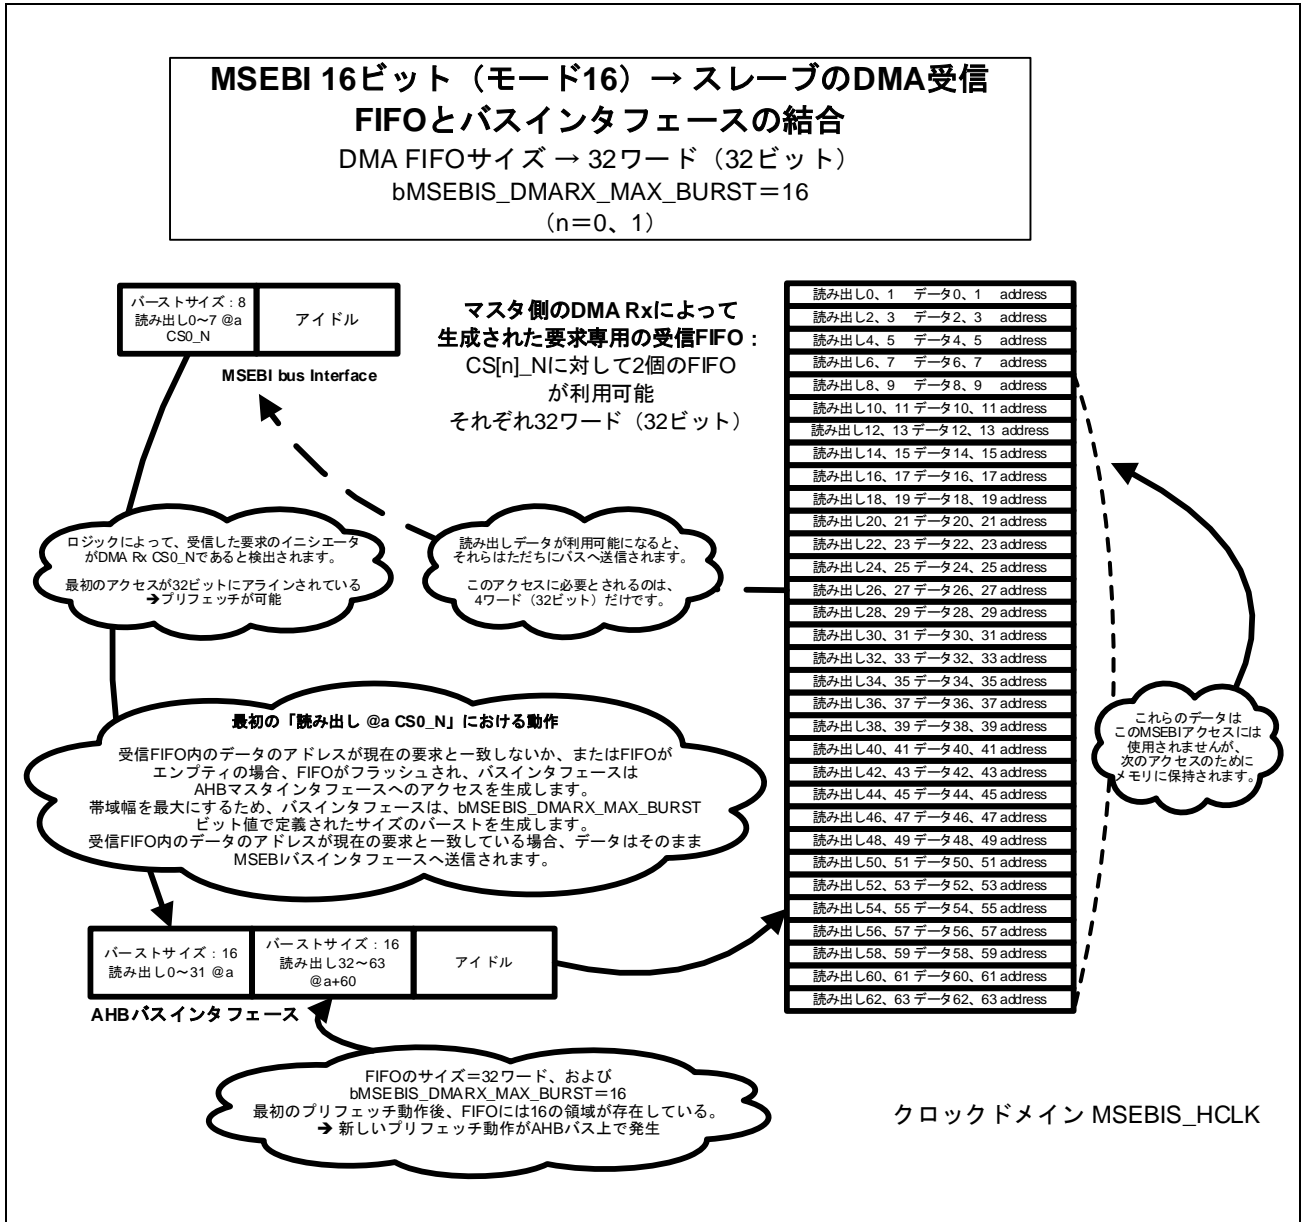 MSEBI 16ビット（モード16）→ スレーブのDMA受信
FIFOとバスインタフェースの結合
DMA FIFOサイズ → 32ワード（32ビット）
bMSEBIS_DMARX_MAX_BURST＝16
（n＝0、1）
バーストサイズ：8
読み出し0～7 @a
CS0_N
アイドル
MSEBI bus Interface
マスタ側のDMA Rxによって
生成された要求専用の受信FIFO：
CS[n]_Nに対して2個のFIFO
が利用可能
それぞれ32ワード（32ビット）
読み出し0、1 データ0、1 address
読み出し2、3 データ2、3 address
読み出し4、5 データ4、5 address
読み出し6、7 データ6、7 address
読み出し8、9 データ8、9 address
読み出し10、11 データ10、11 address
読み出し12、13 データ12、13 address
読み出し14、15 データ14、15 address
読み出し16、17 データ16、17 address
読み出し18、19 データ18、19 address
読み出し20、21 データ20、21 address
読み出し22、23 データ22、23 address
読み出し24、25 データ24、25 address
読み出し26、27 データ26、27 address
読み出し28、29 データ28、29 address
読み出し30、31 データ30、31 address
読み出し32、33 データ32、33 address
読み出し34、35 データ34、35 address
読み出し36、37 データ36、37 address
読み出し38、39 データ38、39 address
読み出し40、41 データ40、41 address
読み出し42、43 データ42、43 address
読み出し44、45 データ44、45 address
読み出し46、47 データ46、47 address
読み出し48、49 データ48、49 address
読み出し50、51 データ50、51 address
読み出し52、53 データ52、53 address
読み出し54、55 データ54、55 address
読み出し56、57 データ56、57 address
読み出し58、59 データ58、59 address
読み出し60、61 データ60、61 address
読み出し62、63 データ62、63 address
ロジックによって、受信した要求のイニシエータ
がDMA Rx CS0_Nであると検出されます。
最初のアクセスが32ビットにアラインされている
➔プリフェッチが可能
読み出しデータが利用可能になると、
それらはただちにバスへ送信されます。
このアクセスに必要とされるのは、
4ワード（32ビット）だけです。
最初の「読み出し @a CS0_N」における動作
受信FIFO内のデータのアドレスが現在の要求と一致しないか、またはFIFOが
エンプティの場合、FIFOがフラッシュされ、バスインタフェースは
AHBマスタインタフェースへのアクセスを生成します。
帯域幅を最大にするため、バスインタフェースは、bMSEBIS_DMARX_MAX_BURST
ビット値で定義されたサイズのバーストを生成します。
受信FIFO内のデータのアドレスが現在の要求と一致している場合、データはそのまま
MSEBIバスインタフェースへ送信されます。
これらのデータは
このMSEBIアクセスには
使用されませんが、
次のアクセスのために
メモリに保持されます。
バーストサイズ：16
読み出し0～31 @a
バーストサイズ：16
読み出し32～63
@a+60
アイドル
AHBバスインタフェース
FIFOのサイズ＝32ワード、および
bMSEBIS_DMARX_MAX_BURST＝16
最初のプリフェッチ動作後、FIFOには16の領域が存在している。
➔ 新しいプリフェッチ動作がAHBバス上で発生
クロックドメイン MSEBIS_HCLK